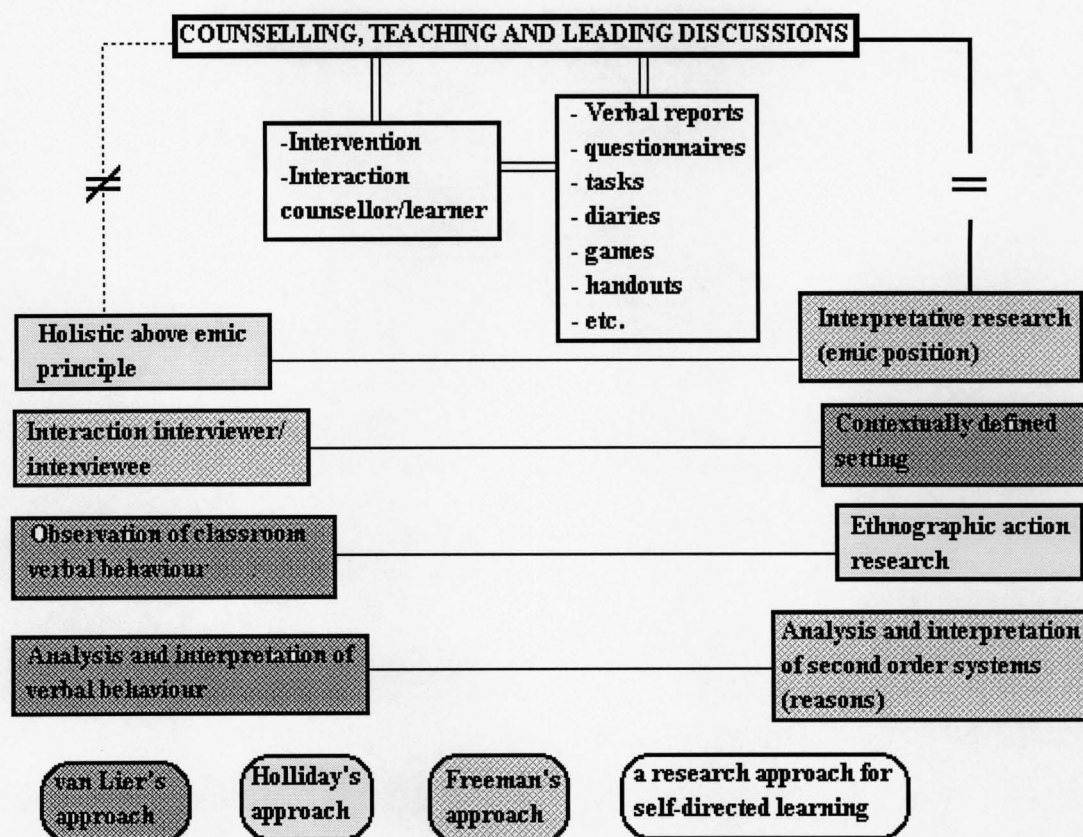 COUNSELLING, TEACHING AND LEADING DISCUSSIONS
-Intervention
-Interaction
counsellor/learner
- Verbal reports
- questionnaires
- tasks
- diaries
- games
- handouts
- etc.
≠
=
Holistic above emic
principle
Interpretative research
(emic position)
Interaction interviewer/
interviewee
Contextually defined
setting
Observation of classroom
verbal behaviour
Ethnographic action
research
Analysis and interpretation of
verbal behaviour
Analysis and interpretation
of second order systems
(reasons)
van Lier's
approach
Holliday's
approach
Freeman's
approach
a research approach for
self-directed learning